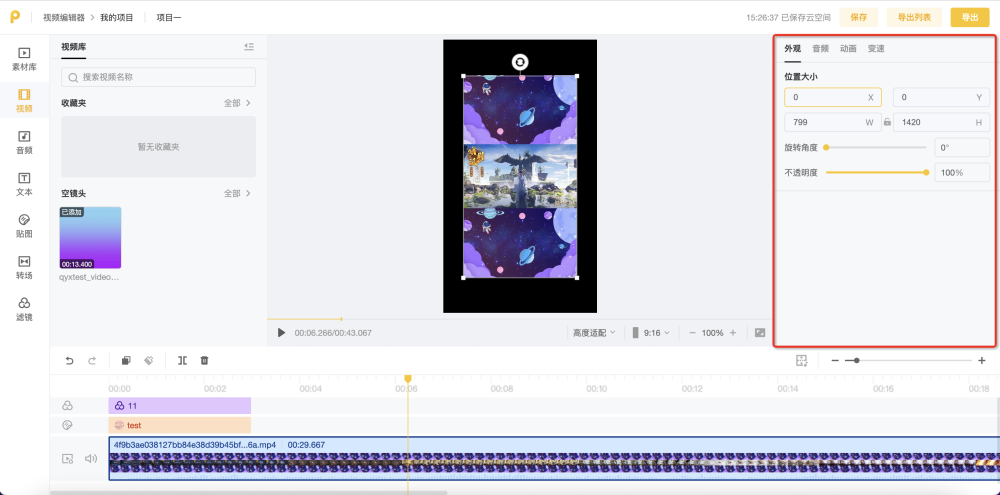 视频编辑器 > 我的项目 | 项目一
15:26:37 已保存云空间 保存 导出列表 导出
素材库
视频
音频
文本
贴图
转场
滤镜
视频库
搜索视频名称
收藏夹 全部 >
暂无收藏夹
空镜头 全部 >
已添加
00:13.400
qyxtest_video...
00:06.266/00:43.067
高度适配
9:16
100%
外观 音频 动画 变速
位置大小
0 X 0 Y
799 W 1420 H
旋转角度 0°
不透明度 100%
00:00 00:02 00:04 00:06 00:08 00:10 00:12 00:14 00:16 00:18
11
test
4f9b3ae038127bb84e38d39b45bf...6a.mp4 00:29.667